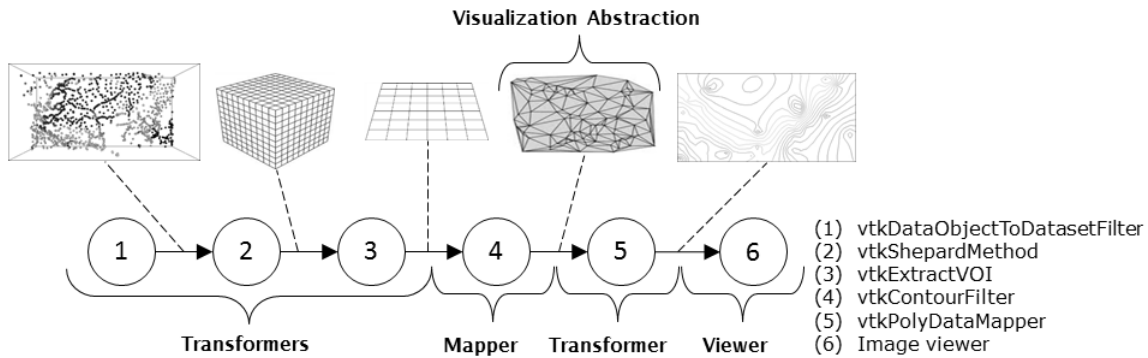 Visualization Abstraction
1 2 3 4 5 6
(1) vtkDataObjectToDatasetFilter
(2) vtkShepardMethod
(3) vtkExtractVOI
(4) vtkContourFilter
(5) vtkPolyDataMapper
(6) Image viewer
Transformers Mapper Transformer Viewer